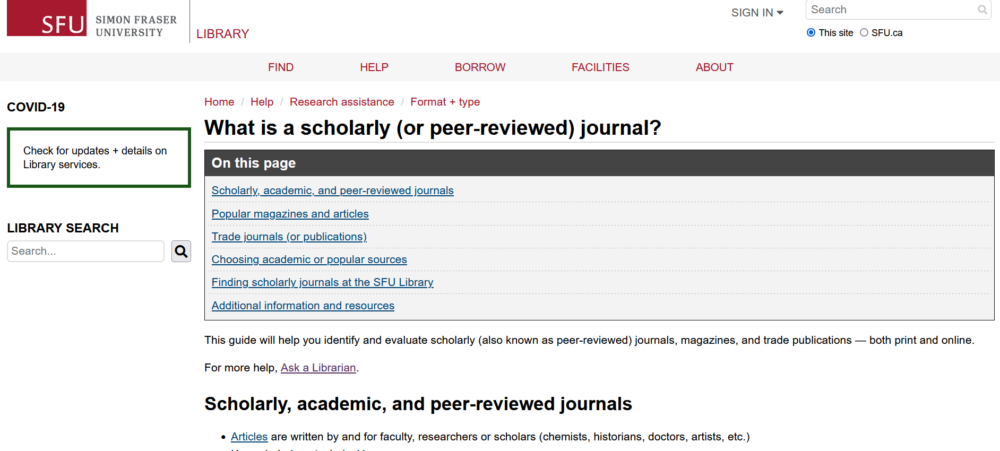 SFU
SIMON FRASER
UNIVERSITY
LIBRARY
SIGN IN
Search
This site
SFU.ca
FIND
HELP
BORROW
FACILITIES
ABOUT
COVID-19
Check for updates + details on
Library services.
LIBRARY SEARCH
Search...
Home / Help / Research assistance / Format + type
What is a scholarly (or peer-reviewed) journal?
On this page
Scholarly, academic, and peer-reviewed journals
Popular magazines and articles
Trade journals (or publications)
Choosing academic or popular sources
Finding scholarly journals at the SFU Library
Additional information and resources
This guide will help you identify and evaluate scholarly (also known as peer-reviewed) journals, magazines, and trade publications — both print and online.
For more help, Ask a Librarian.
Scholarly, academic, and peer-reviewed journals
• Articles are written by and for faculty, researchers or scholars (chemists, historians, doctors, artists, etc.)